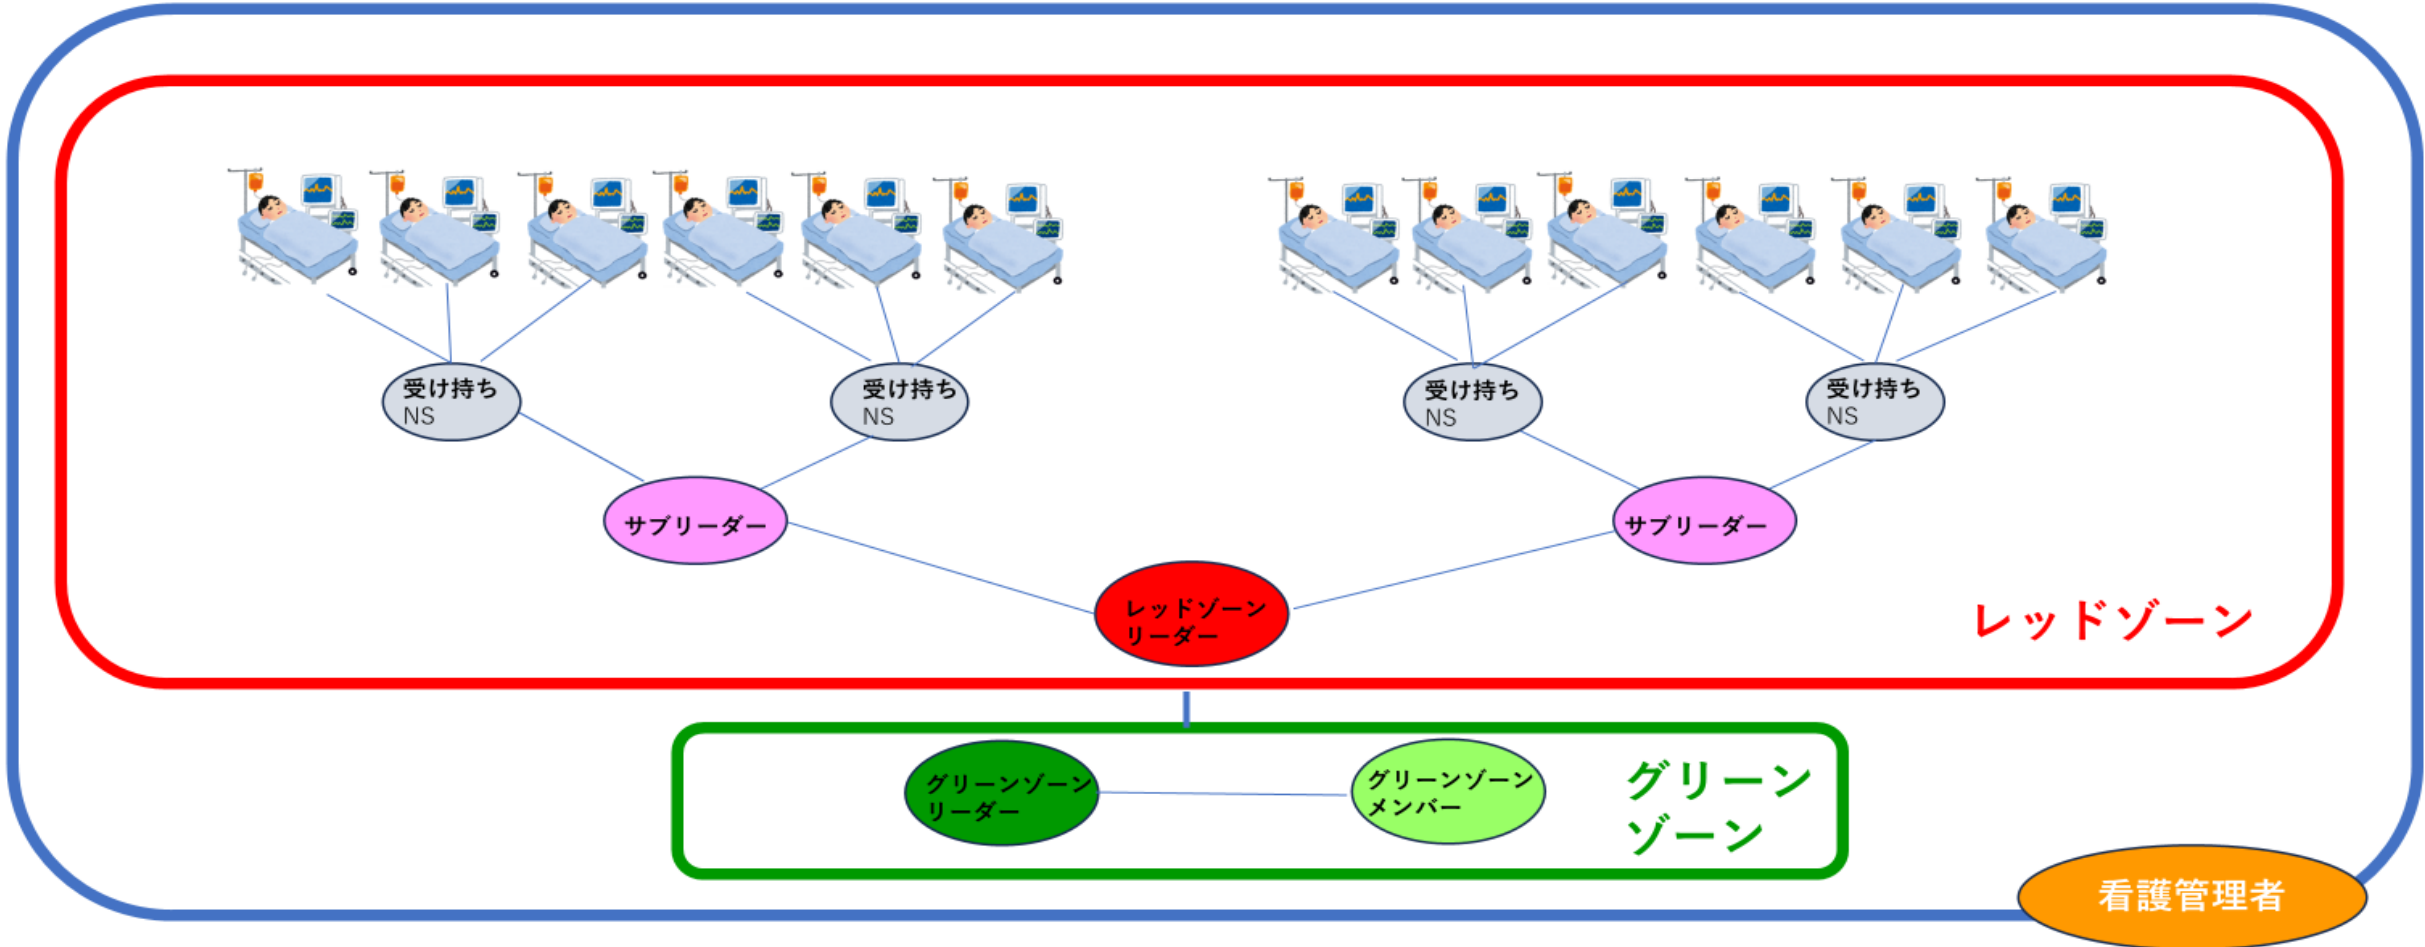 受け持ち
NS
受け持ち
NS
受け持ち
NS
受け持ち
NS
サブリーダー
サブリーダー
レッドゾーン
リーダー
レッドゾーン
グリーンゾーン
リーダー
グリーンゾーン
メンバー
グリーン
ゾーン
看護管理者